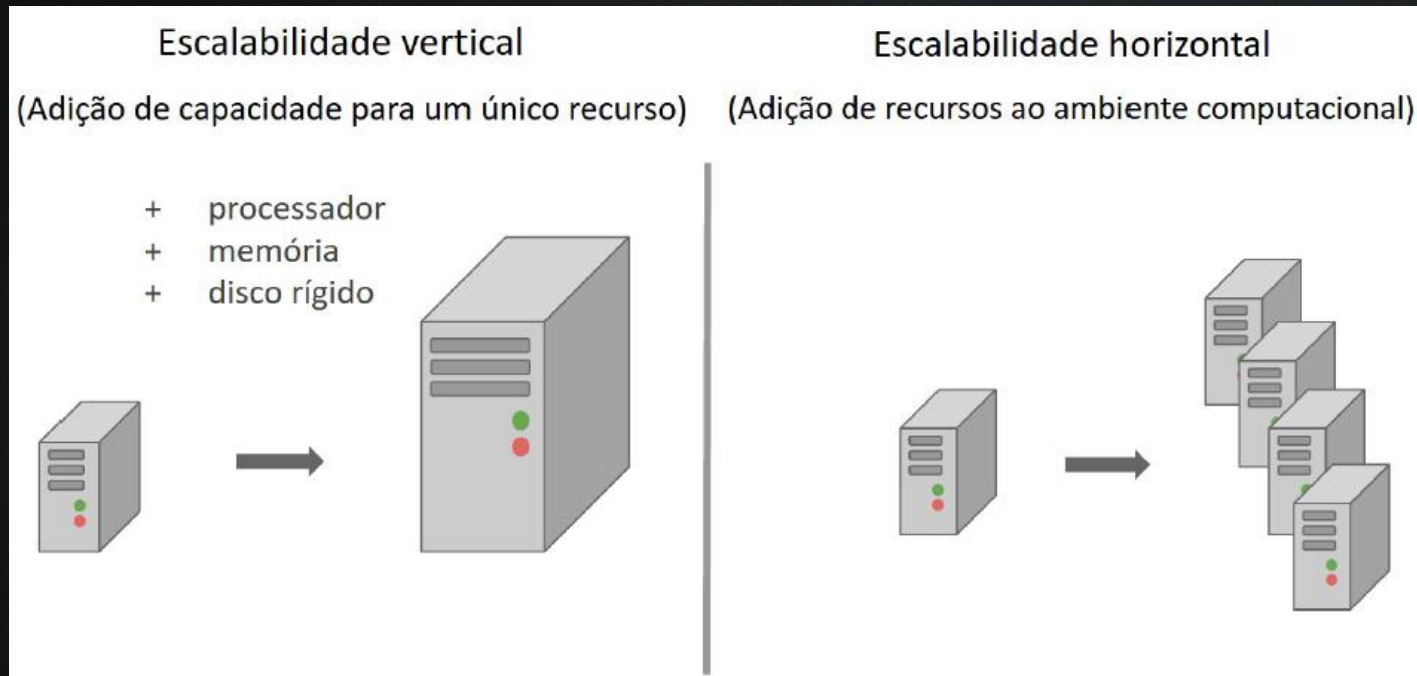 Escalabilidade vertical
(Adição de capacidade para um único recurso)
+ processador
+ memória
+ disco rígido
Escalabilidade horizontal
(Adição de recursos ao ambiente computacional)